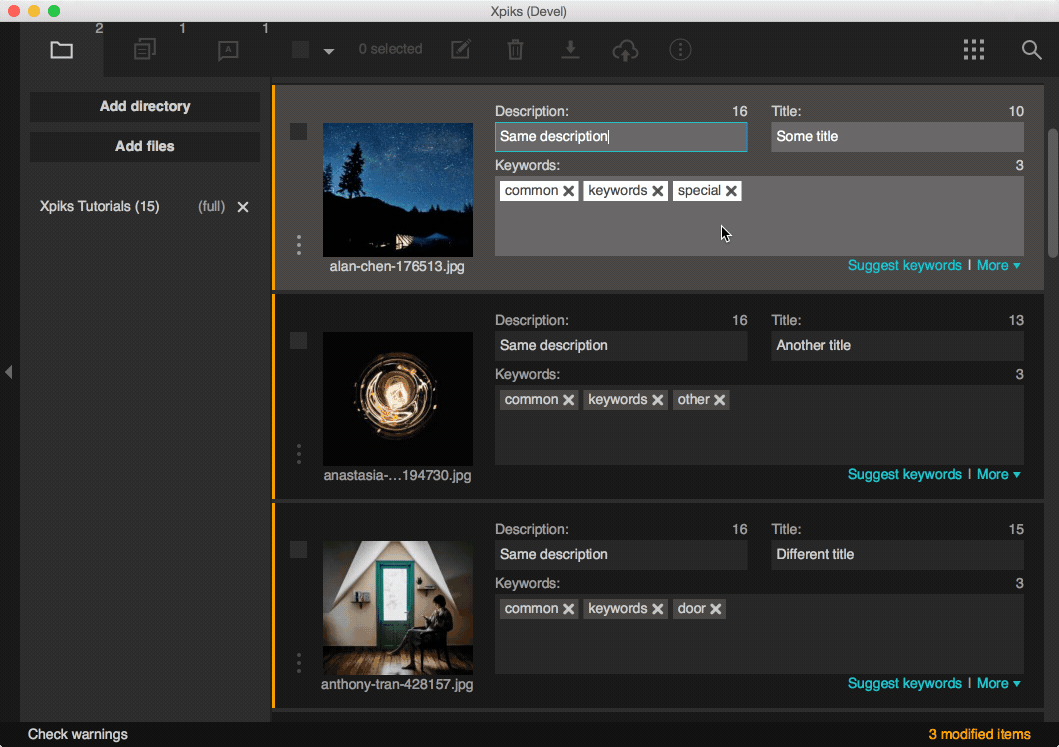 Xpiks (Devel)
2
1
1
0 selected
Add directory
Add files
Xpiks Tutorials (15) (full)
Description: 16 Title: 10
Same description Some title
Keywords: 3
common keywords special
alan-chen-176513.jpg
Suggest keywords | More
Description: 16 Title: 13
Same description Another title
Keywords: 3
common keywords other
anastasia-...194730.jpg
Suggest keywords | More
Description: 16 Title: 15
Same description Different title
Keywords: 3
common keywords door
anthony-tran-428157.jpg
Suggest keywords | More
Check warnings 3 modified items